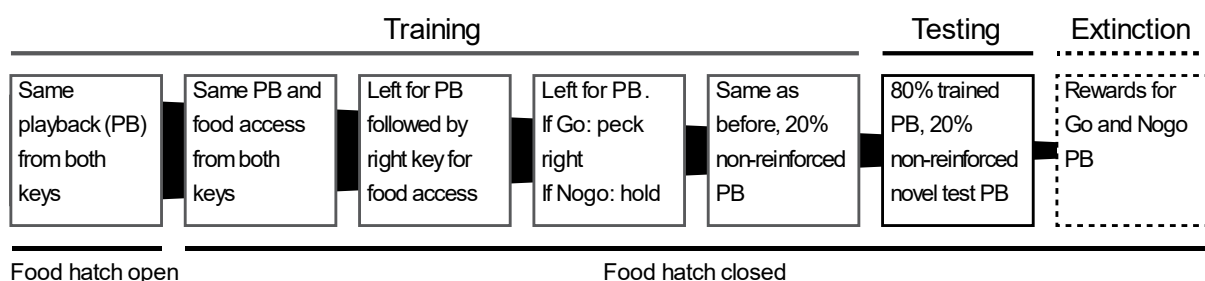 Training
Testing
Extinction
Same
playback (PB)
from both
keys
Same PB and
food access
from both
keys
Left for PB
followed by
right key for
food access
Left for PB.
If Go: peck
right
If Nogo: hold
Same as
before, 20%
non-reinforced
PB
80% trained
PB, 20%
non-reinforced
novel test PB
Rewards for
Go and Nogo
PB
Food hatch open
Food hatch closed